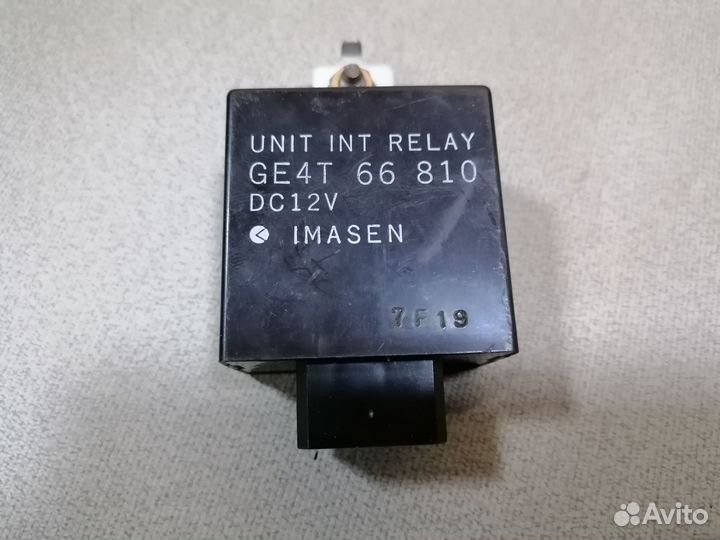 UNIT INT RELAY
GE4T 66 810
DC12V
IMASEN
7F19
Avito